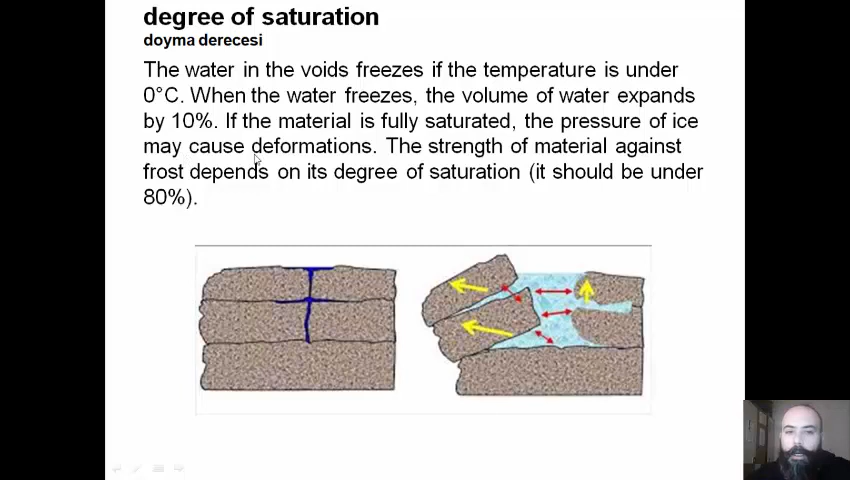 degree of saturation
doyma derecesi
The water in the voids freezes if the temperature is under
0°C. When the water freezes, the volume of water expands
by 10%. If the material is fully saturated, the pressure of ice
may cause deformations. The strength of material against
frost depends on its degree of saturation (it should be under
80%).